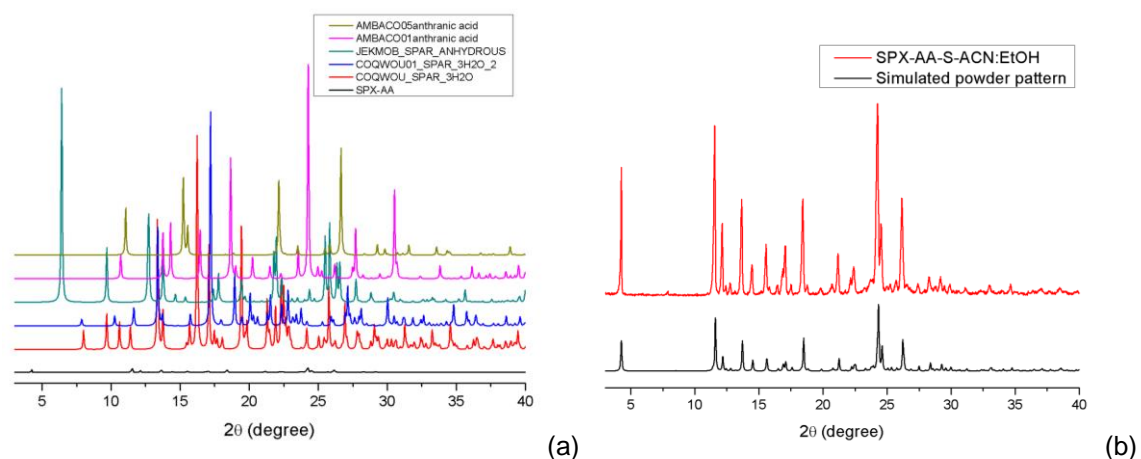 AMBACO05anthranic acid
AMBACO01anthranic acid
JEKMOB_SPAR_ANHYDROUS
COQWOU01_SPAR_3H2O_2
COQWOU_SPAR_3H2O
SPX-AA
5 10 15 20 25 30 35 40
2θ (degree)
(a)
SPX-AA-S-ACN:EtOH
Simulated powder pattern
5 10 15 20 25 30 35 40
2θ (degree)
(b)